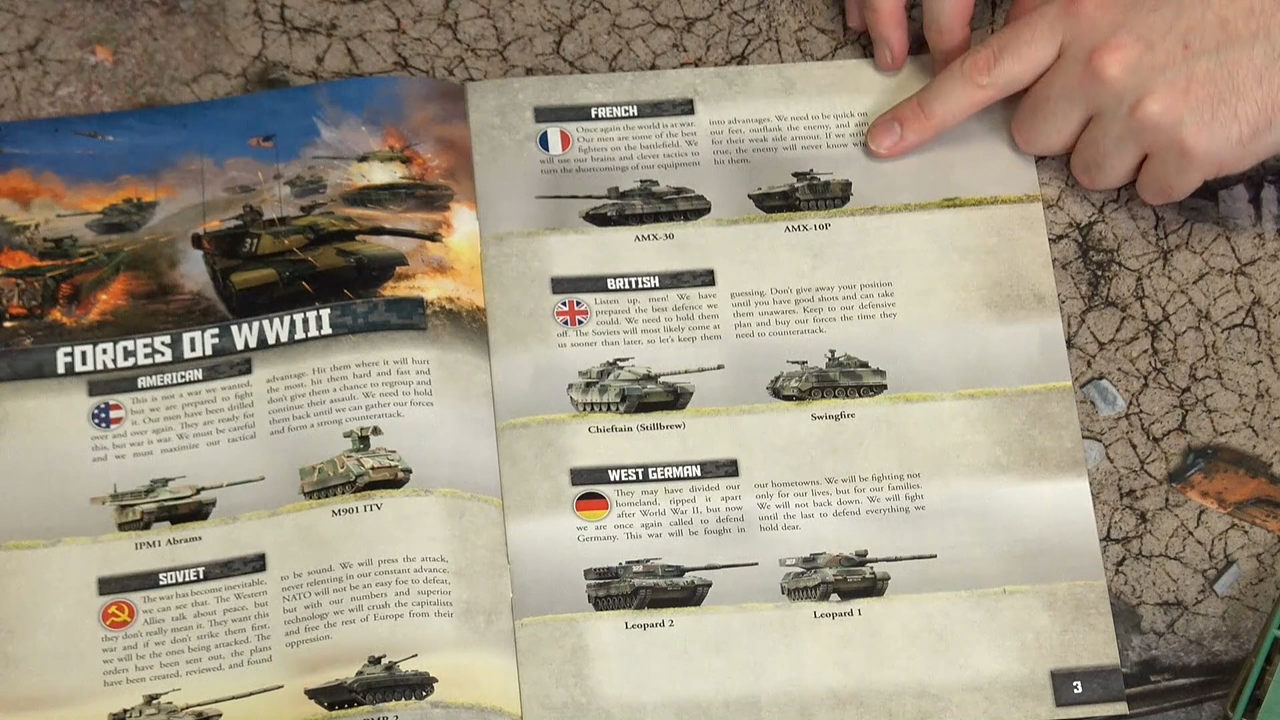 31
FORCES OF WWIII
AMERICAN
This is not a war we wanted,
but we are prepared to fight
it. Our men have been drilled
over and over again. They are ready for
this, but war is war. We must be careful
and we must maximize our tactical
advantage. Hit them where it will hurt
the most, hit them hard and fast and
don't give them a chance to regroup and
continue their assault. We need to hold
them back until we can gather our forces
and form a strong counterattack.
IPM1 Abrams
M901 ITV
SOVIET
The war has become inevitable,
we can see that. The Western
Allies talk about peace, but
they don't really mean it. They want this
war and if we don't strike them first,
we will be the ones being attacked. The
orders have been sent out, the plans
have been created, reviewed, and found
to be sound. We will press the attack,
never relenting in our constant advance.
NATO will not be an easy foe to defeat,
but with our numbers and superior
technology we will crush the capitalists
and free the rest of Europe from their
oppression.
FRENCH
Once again the world is at war.
Our men are some of the best
fighters on the battlefield. We
will use our brains and clever tactics to
turn the shortcomings of our equipment
into advantages. We need to be quick on
our feet, outflank the enemy, and aim
for their weak side armour. If we
true, the enemy will never know
hit them.
AMX-30
AMX-10P
BRITISH
Listen up, men! We have
prepared the best defence we
could. We need to hold them
off. The Soviets will most likely come at
us sooner than later, so let's keep them
guessing. Don't give away your position
until you have good shots and can take
them unawares. Keep to our defensive
plan and buy our forces the time they
need to counterattack.
Chieftain (Stillbrew)
Swingfire
WEST GERMAN
They may have divided our
homeland, ripped it apart
after World War II, but now
we are once again called to defend
Germany. This war will be fought in
our hometowns. We will be fighting not
only for our lives, but for our families.
We will not back down. We will fight
until the last to defend everything we
hold dear.
Leopard 2
Leopard 1
3